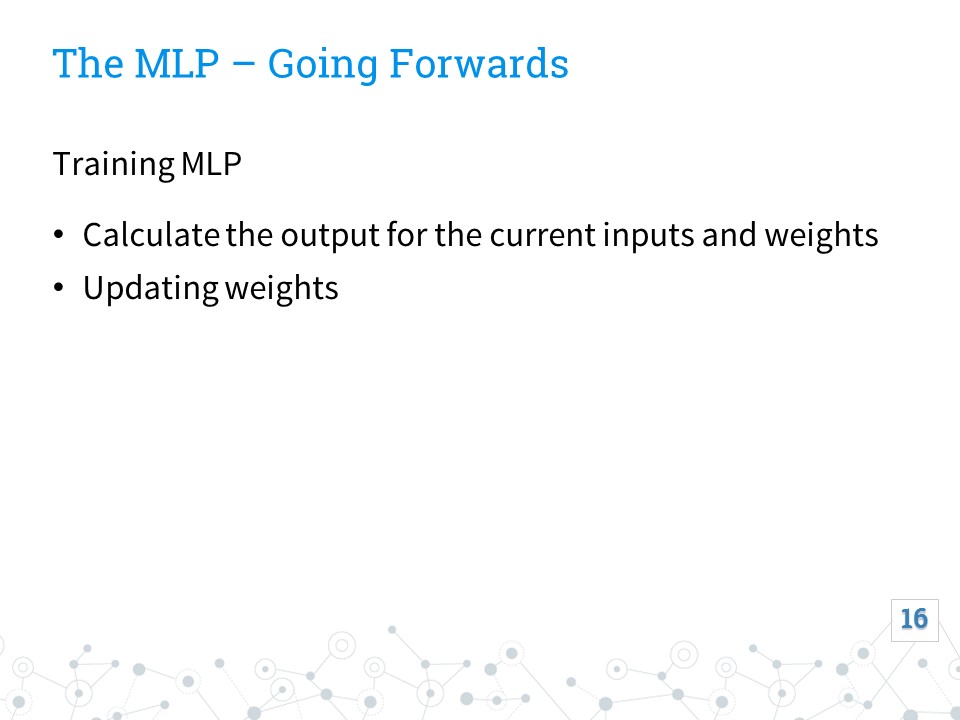 The MLP – Going Forwards
Training MLP
• Calculate the output for the current inputs and weights
• Updating weights
16